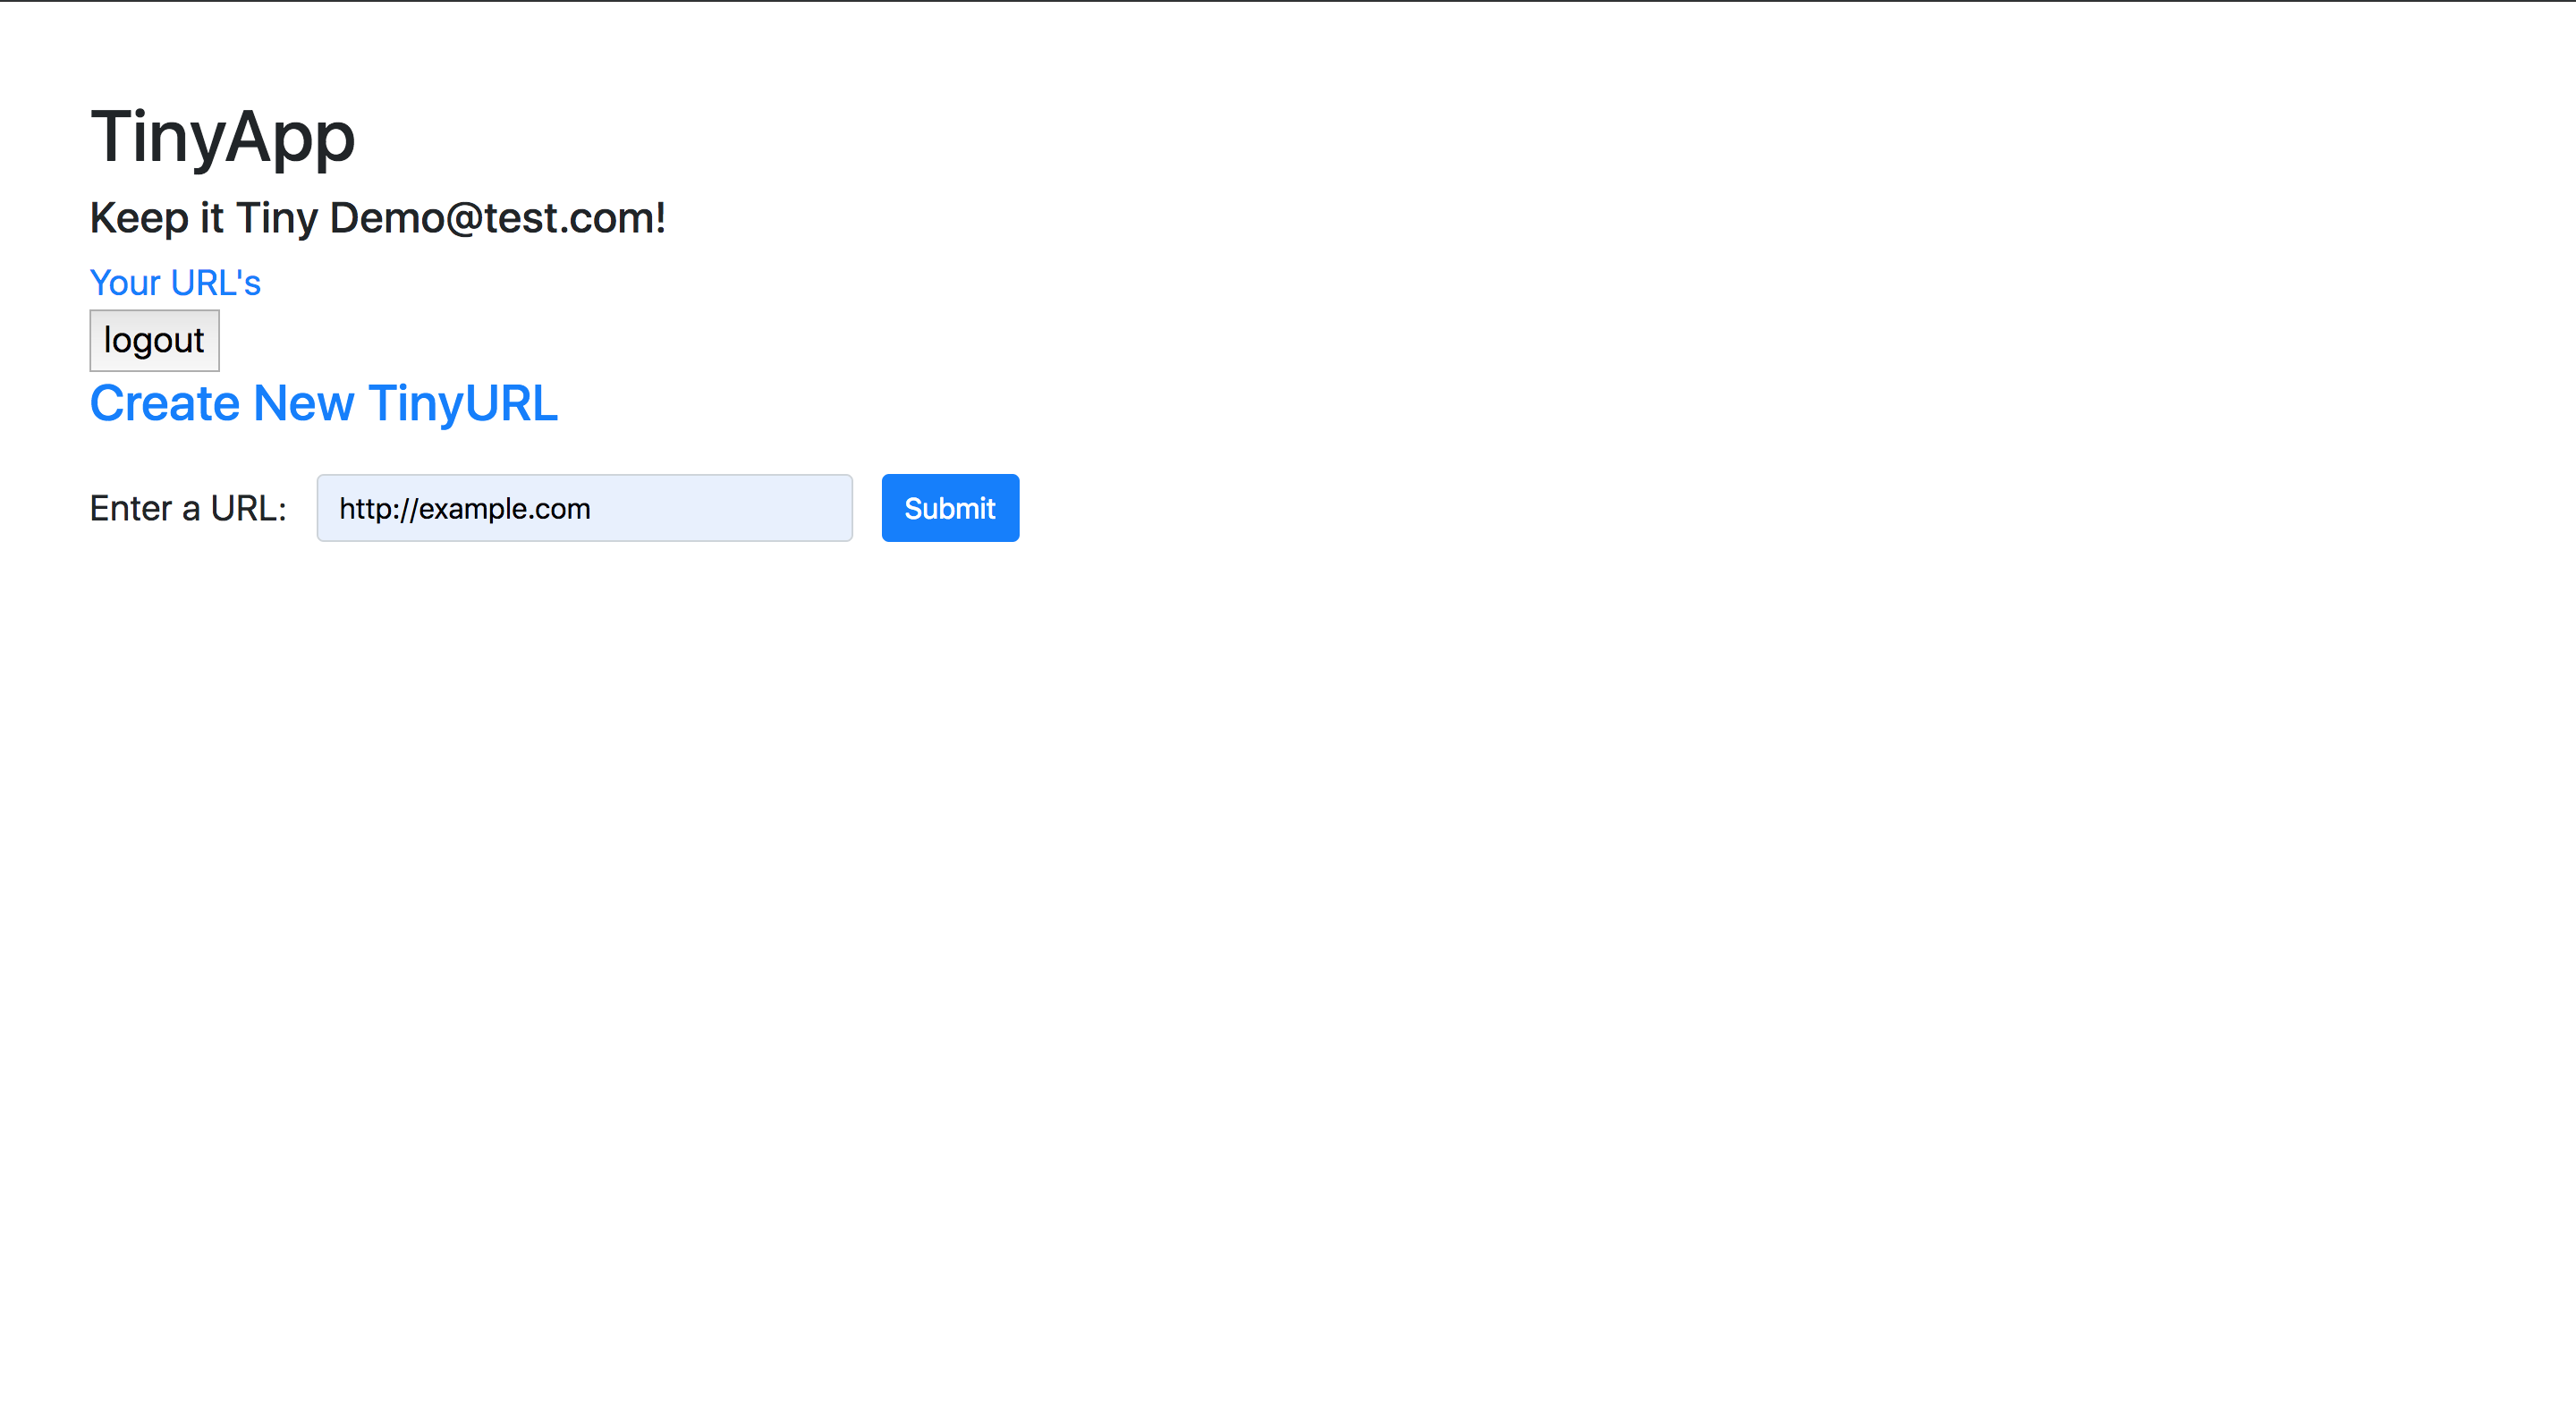 TinyApp
Keep it Tiny Demo@test.com!
Your URL's
logout
Create New TinyURL
Enter a URL: http://example.com Submit